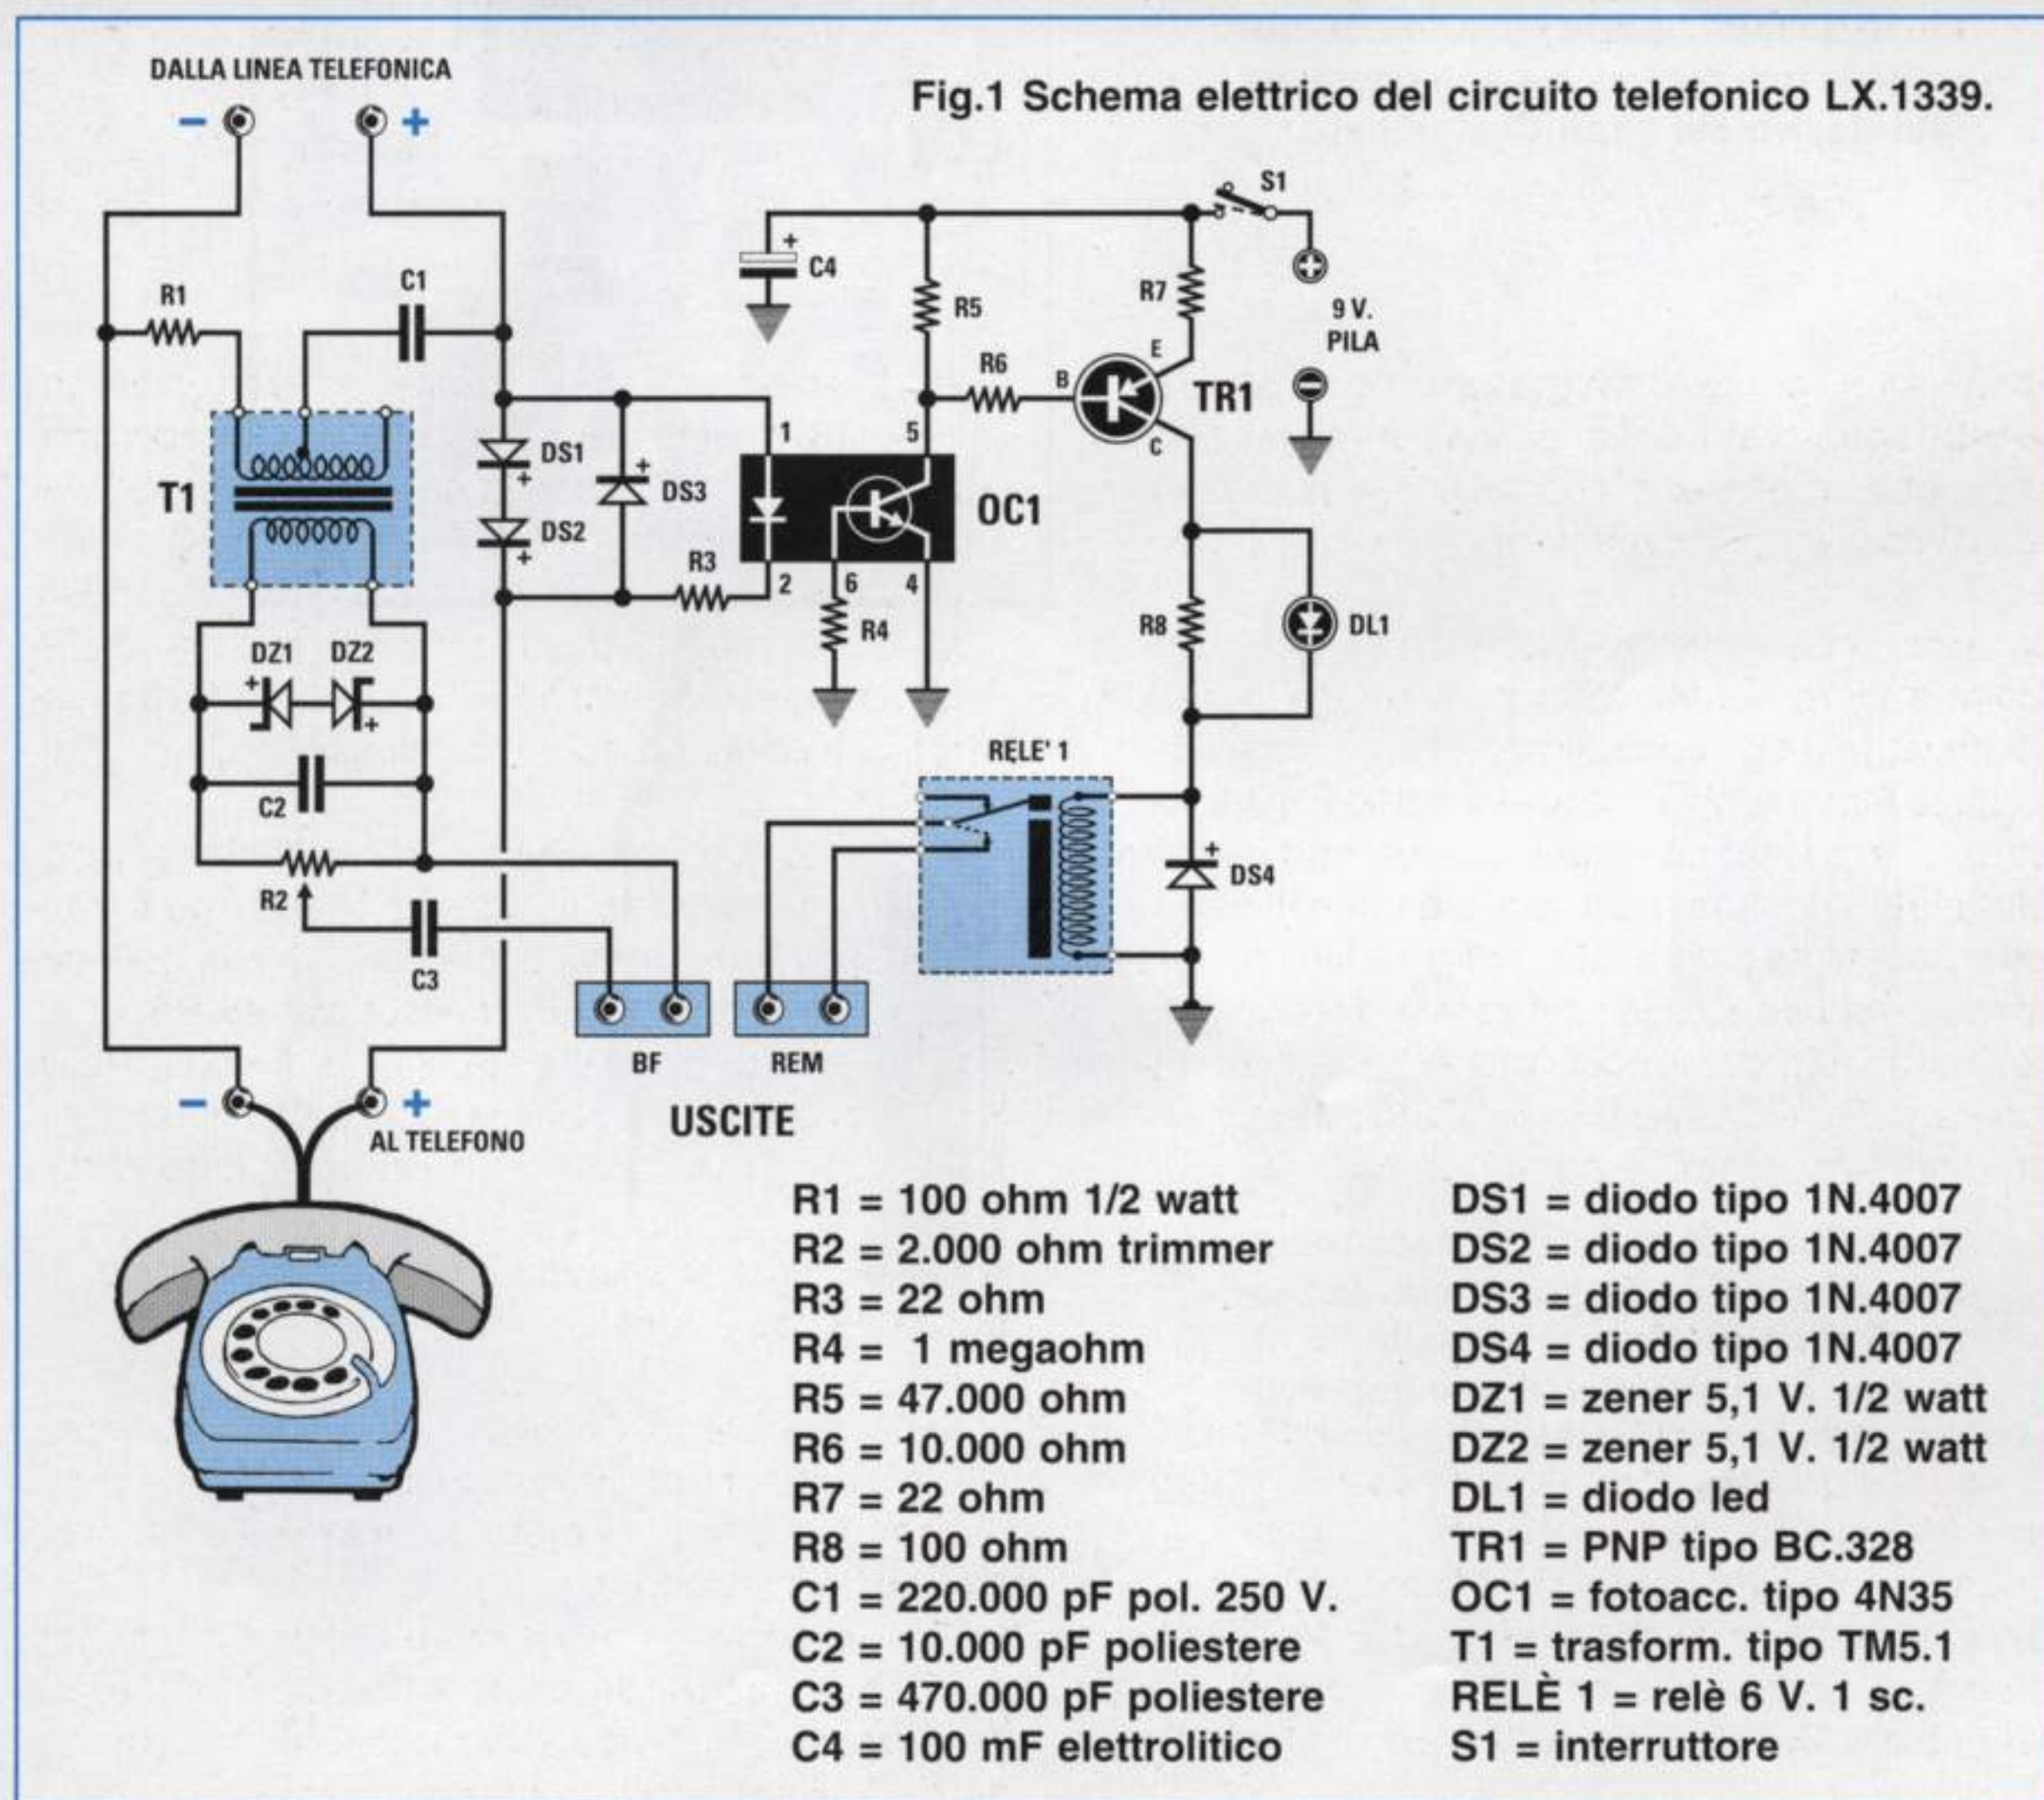 DALLA LINEA TELEFONICA
− +
Fig.1 Schema elettrico del circuito telefonico LX.1339.
S1
C1
R1
+
C4
R5
R7
9 V.
PILA
E
R6
B
TR1
C
1
5
DS1
+
DS3
+
T1
OC1
DS2
+
R3
2
6
4
R4
R8
DL1
DZ1
DZ2
+
+
RELE' 1
C2
+
DS4
R2
C3
BF
REM
− +
USCITE
AL TELEFONO
R1 = 100 ohm 1/2 watt
R2 = 2.000 ohm trimmer
R3 = 22 ohm
R4 = 1 megaohm
R5 = 47.000 ohm
R6 = 10.000 ohm
R7 = 22 ohm
R8 = 100 ohm
C1 = 220.000 pF pol. 250 V.
C2 = 10.000 pF poliestere
C3 = 470.000 pF poliestere
C4 = 100 mF elettrolitico
DS1 = diodo tipo 1N.4007
DS2 = diodo tipo 1N.4007
DS3 = diodo tipo 1N.4007
DS4 = diodo tipo 1N.4007
DZ1 = zener 5,1 V. 1/2 watt
DZ2 = zener 5,1 V. 1/2 watt
DL1 = diodo led
TR1 = PNP tipo BC.328
OC1 = fotoacc. tipo 4N35
T1 = trasform. tipo TM5.1
RELÈ 1 = relè 6 V. 1 sc.
S1 = interruttore